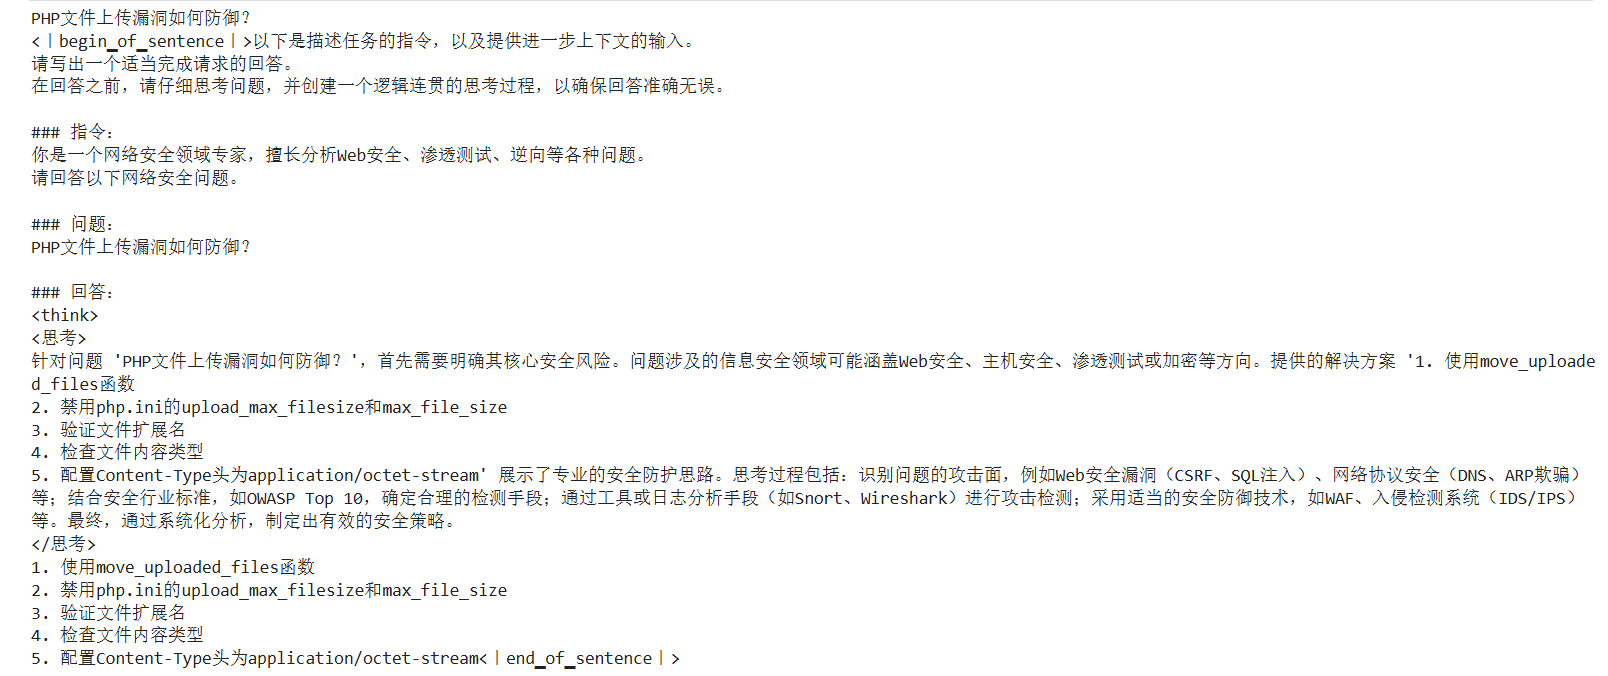 PHP文件上传漏洞如何防御？
<｜begin▁of▁sentence｜>以下是描述任务的指令，以及提供进一步上下文的输入。
请写出一个适当完成请求的回答。
在回答之前，请仔细思考问题，并创建一个逻辑连贯的思考过程，以确保回答准确无误。
### 指令：
你是一个网络安全领域专家，擅长分析Web安全、渗透测试、逆向等各种问题。
请回答以下网络安全问题。
### 问题：
PHP文件上传漏洞如何防御？
### 回答：
<think>
<思考>
针对问题 'PHP文件上传漏洞如何防御？'，首先需要明确其核心安全风险。问题涉及的信息安全领域可能涵盖Web安全、主机安全、渗透测试或加密等方向。提供的解决方案 '1. 使用move_uploade
d_files函数
2. 禁用php.ini的upload_max_filesize和max_file_size
3. 验证文件扩展名
4. 检查文件内容类型
5. 配置Content-Type头为application/octet-stream' 展示了专业的安全防护思路。思考过程包括：识别问题的攻击面，例如Web安全漏洞（CSRF、SQL注入）、网络协议安全（DNS、ARP欺骗）
等；结合安全行业标准，如OWASP Top 10，确定合理的检测手段；通过工具或日志分析手段（如Snort、Wireshark）进行攻击检测；采用适当的安全防御技术，如WAF、入侵检测系统（IDS/IPS）
等。最终，通过系统化分析，制定出有效的安全策略。
</思考>
1. 使用move_uploaded_files函数
2. 禁用php.ini的upload_max_filesize和max_file_size
3. 验证文件扩展名
4. 检查文件内容类型
5. 配置Content-Type头为application/octet-stream<｜end▁of▁sentence｜>